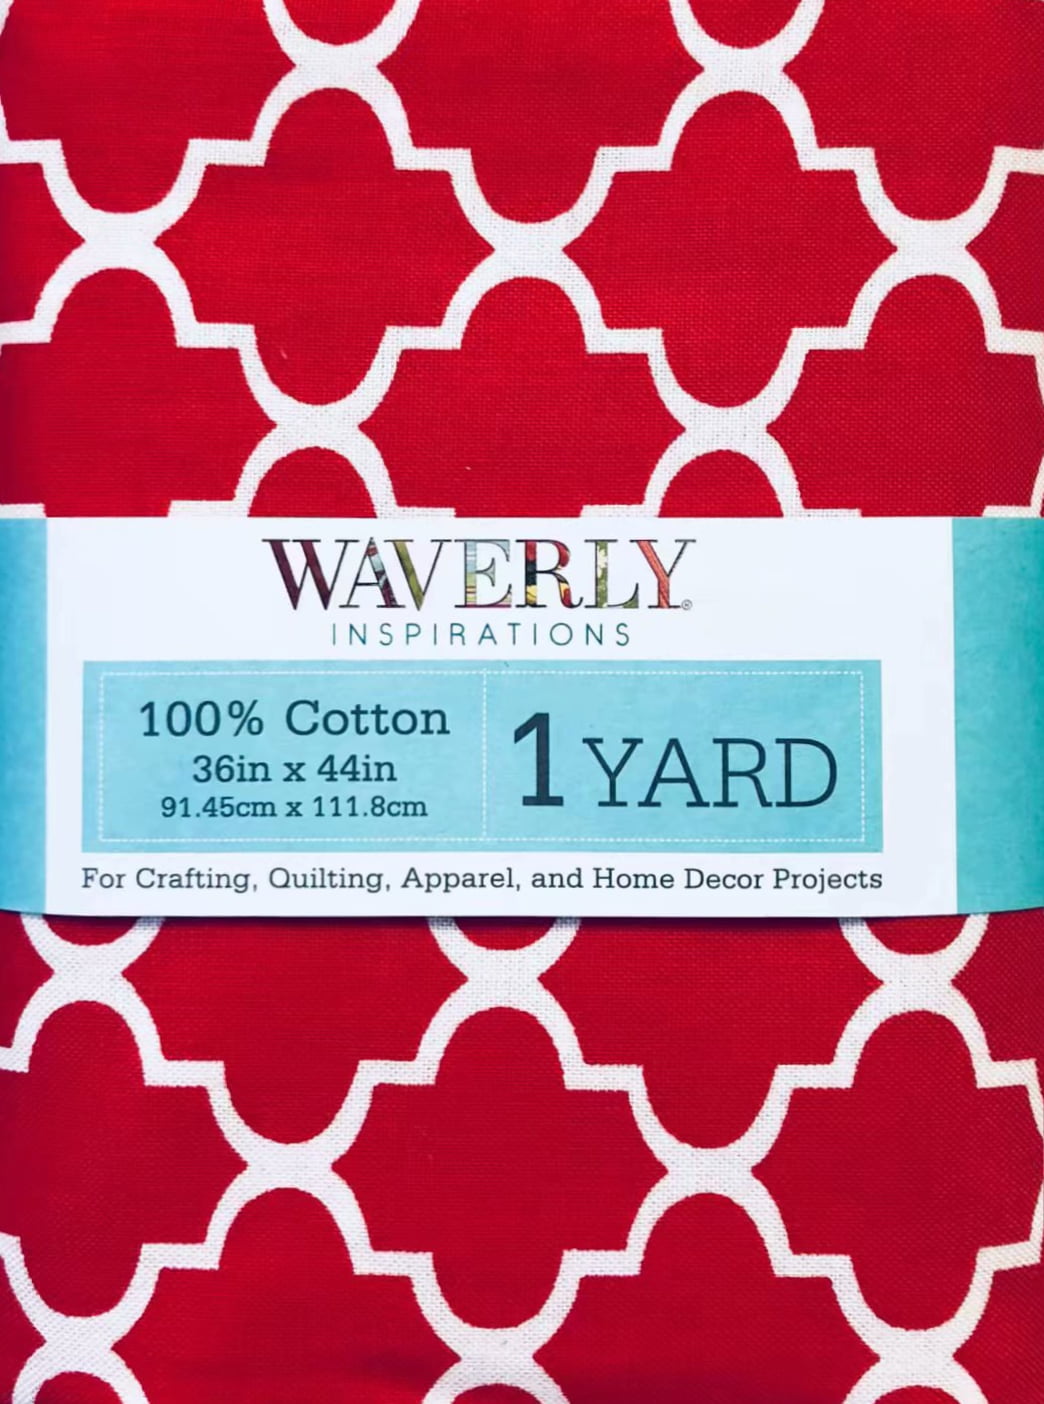 WAVERLY®
INSPIRATIONS
100% Cotton
36in x 44in
91.45cm x 111.8cm
1 YARD
For Crafting, Quilting, Apparel, and Home Decor Projects